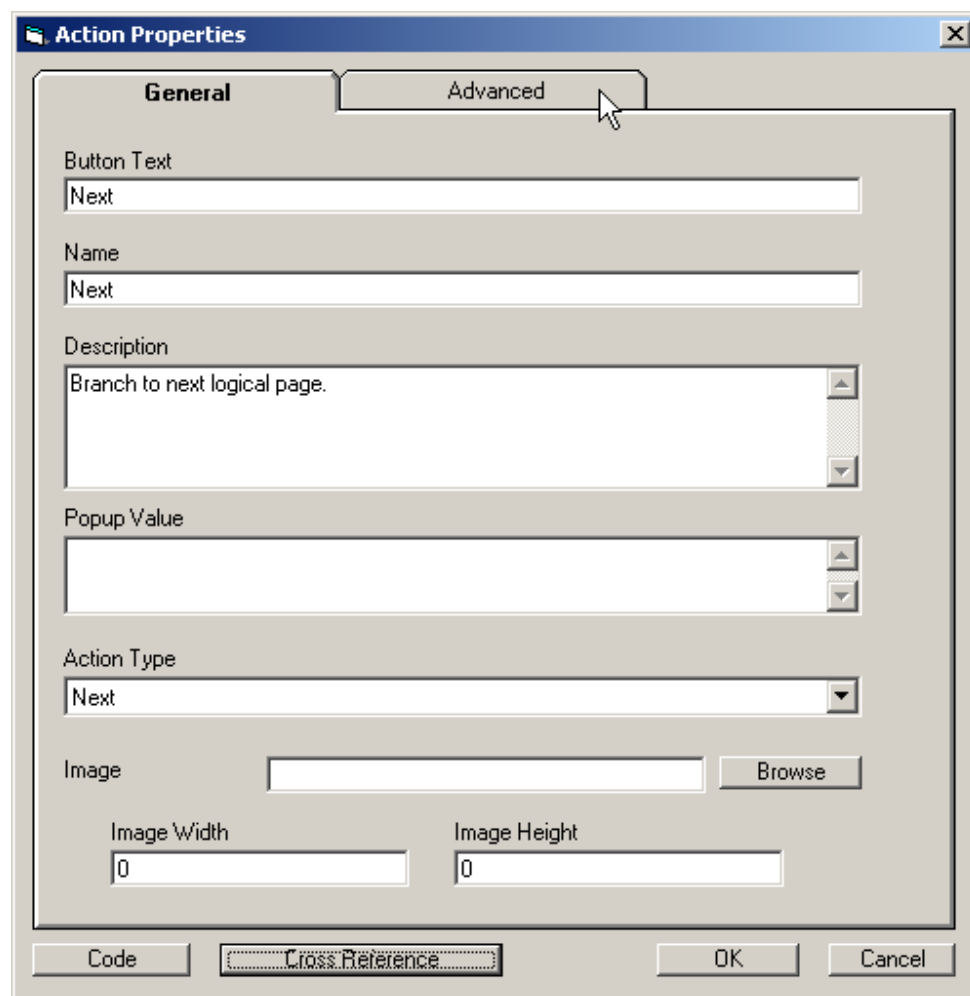 Action Properties
General
Advanced
Button Text
Next
Name
Next
Description
Branch to next logical page.
Popup Value
Action Type
Next
Image
Browse
Image Width
Image Height
0
0
Code
Cross Reference
OK
Cancel